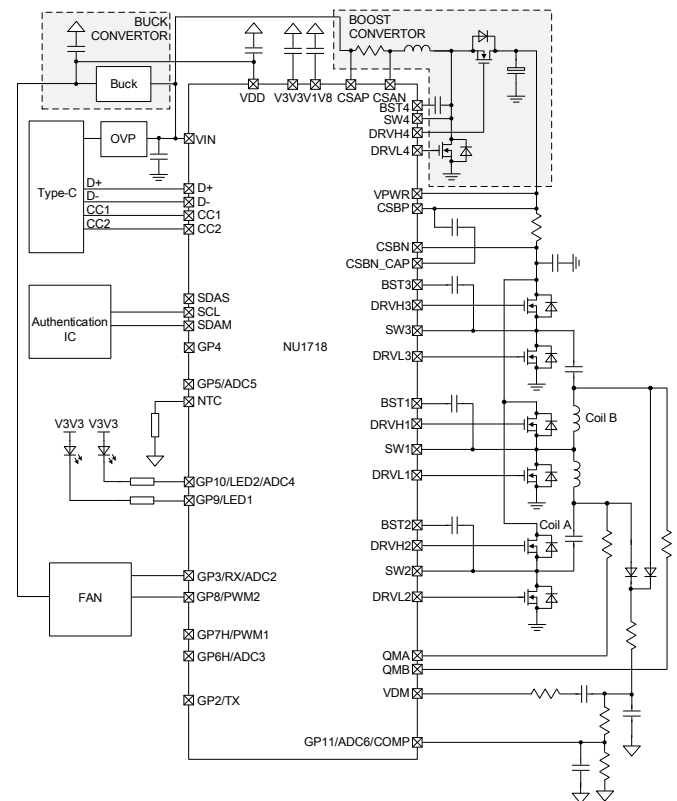 BUCK
CONVERTOR
BOOST
CONVERTOR
Buck
VDD
V3V3
V1V8
CSAP
CSAN
BST4
SW4
DRVH4
DRVL4
OVP
VIN
Type-C
D+
D-
CC1
CC2
D+
D-
CC1
CC2
VPWR
CSBP
CSBN
CSBN_CAP
BST3
DRVH3
SW3
DRVL3
SDAS
SCL
SDAM
Authentication
IC
GP4
NU1718
GP5/ADC5
NTC
BST1
DRVH1
SW1
DRVL1
Coil B
V3V3
V3V3
GP10/LED2/ADC4
GP9/LED1
BST2
Coil A
DRVH2
SW2
DRVL2
FAN
GP3/RX/ADC2
GP8/PWM2
GP7H/PWM1
GP6H/ADC3
QMA
QMB
GP2/TX
VDM
GP11/ADC6/COMP